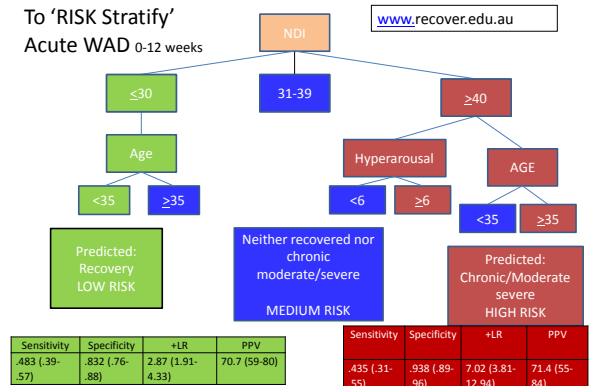 To ‘RISK Stratify’
Acute WAD 0-12 weeks
www.recover.edu.au
NDI
<30
31-39
>40
Age
Hyperarousal
AGE
<35
>35
<6
>6
<35
>35
Predicted:
Recovery
LOW RISK
Neither recovered nor
chronic
moderate/severe
MEDIUM RISK
Predicted:
Chronic/Moderate
severe
HIGH RISK
Sensitivity Specificity +LR PPV
.483 (.39- .832 (.76- 2.87 (1.91- 70.7 (59-80)
.57) .88) 4.33)
Sensitivity Specificity +LR PPV
.435 (.31- .938 (.89- 7.02 (3.81- 71.4 (55-
55) 96) 12.94) 84)